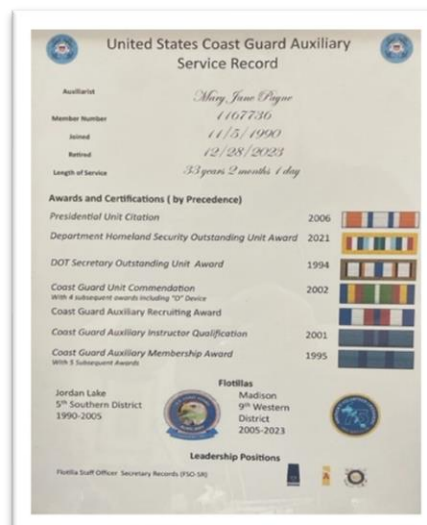 United States Coast Guard Auxiliary
Service Record
Auxiliarist Mary Jane Payne
Member Number 1167736
Joined 11/5/1990
Retired 12/28/2023
Length of Service 33 years 2 months 1 day
Awards and Certifications ( by Precedence)
Presidential Unit Citation 2006
Department Homeland Security Outstanding Unit Award 2021
DOT Secretary Outstanding Unit Award 1994
Coast Guard Unit Commendation 2002
With 4 subsequent awards including "O" Device
Coast Guard Auxiliary Recruiting Award
Coast Guard Auxiliary Instructor Qualification 2001
Coast Guard Auxiliary Membership Award 1995
With 5 Subsequent Awards
Flotillas
Jordan Lake
5th Southern District
1990-2005
Madison
9th Western
District
2005-2023
Leadership Positions
Flotilla Staff Officer Secretary Records (FSO-SR)